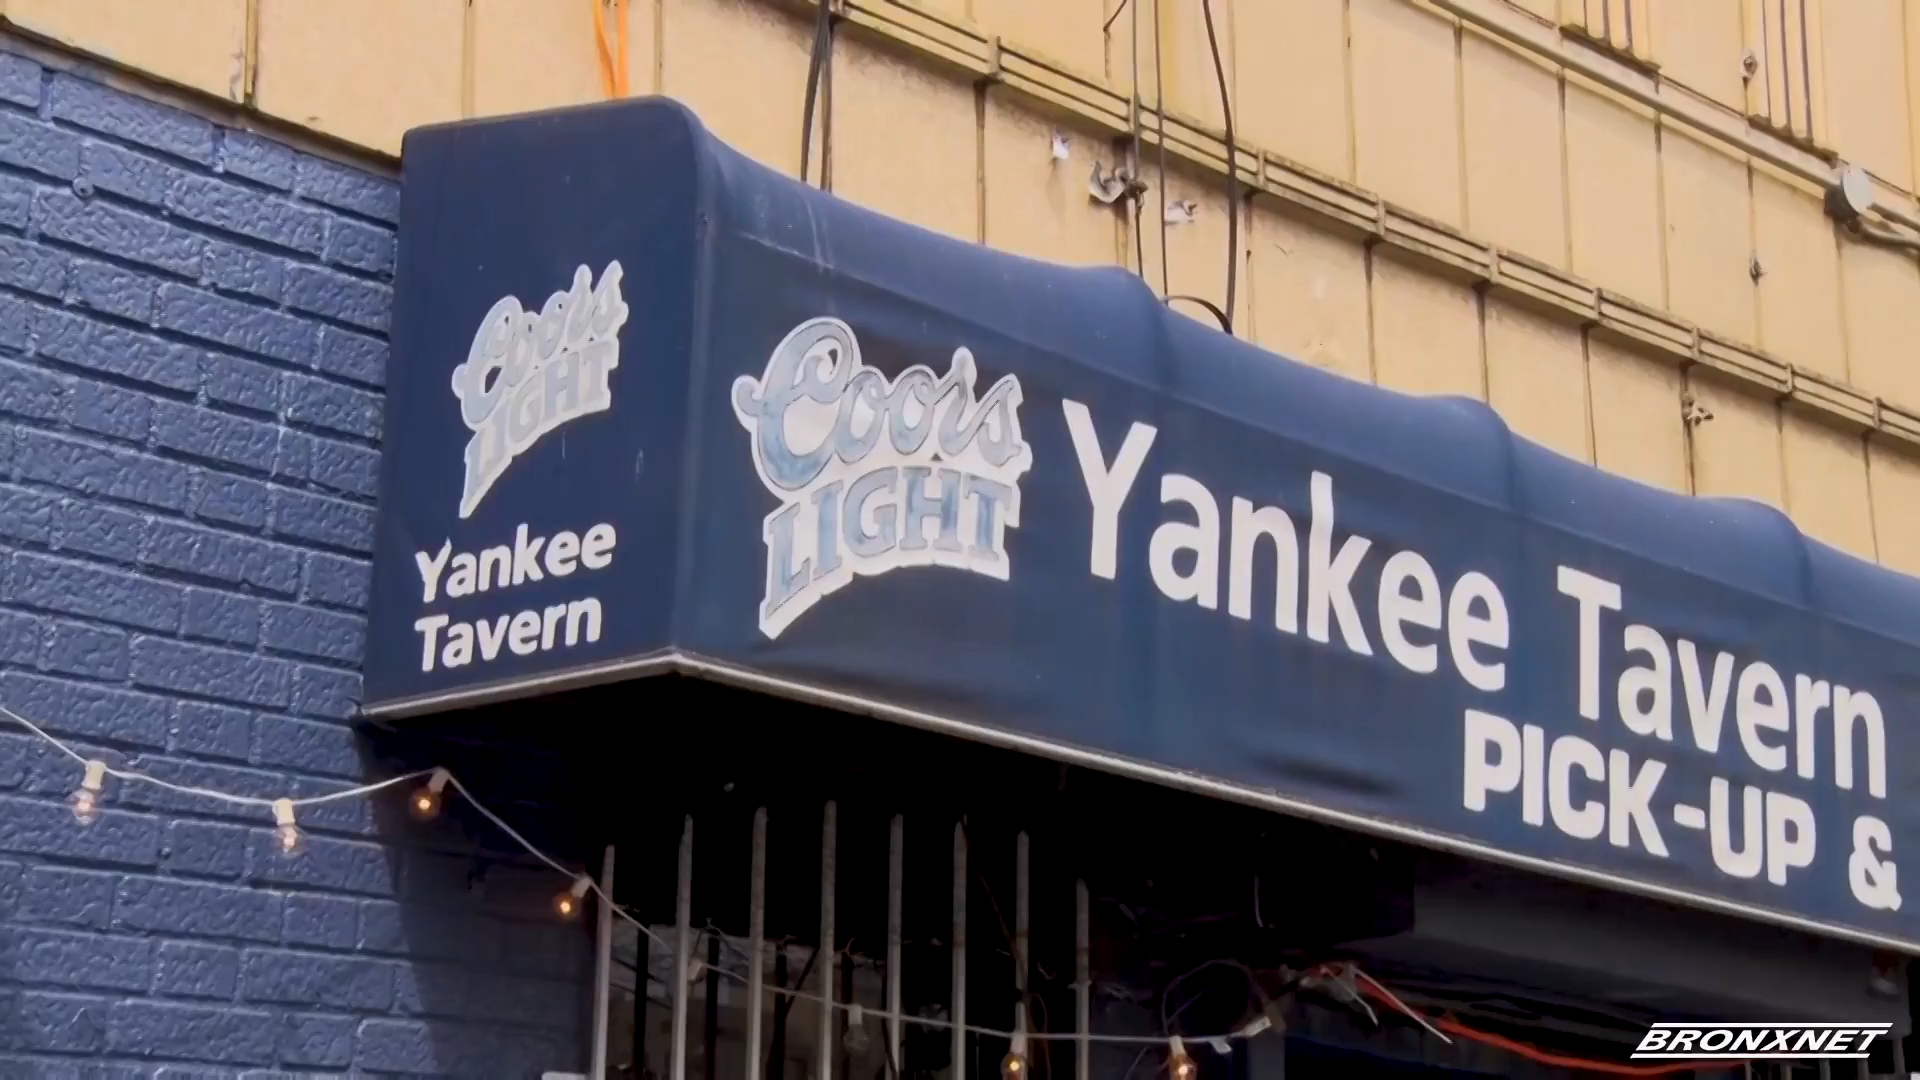 Coors
LIGHT
Yankee
Tavern
Coors
LIGHT
Yankee Tavern
PICK-UP &
BRONXNET